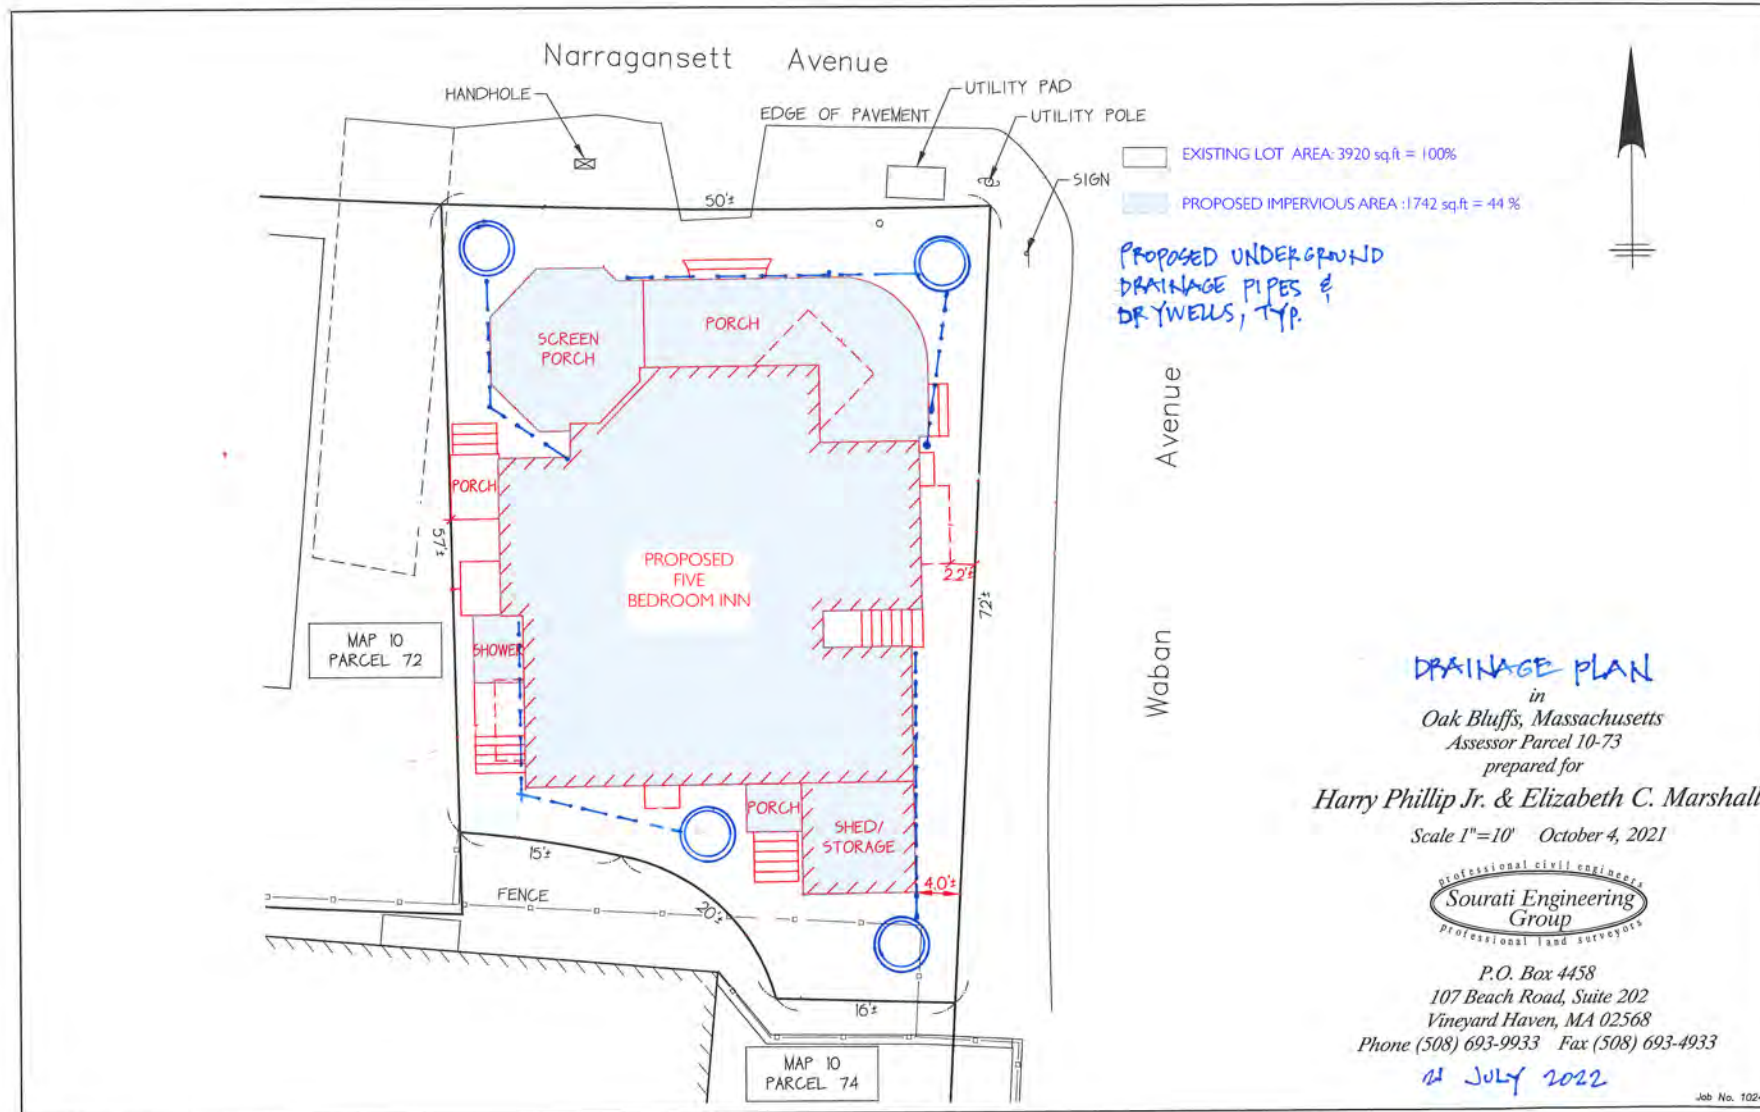 Narragansett Avenue
HANDHOLE
UTILITY PAD
EDGE OF PAVEMENT
UTILITY POLE
EXISTING LOT AREA: 3920 sq.ft = 100%
SIGN
50'±
PROPOSED IMPERVIOUS AREA :1742 sq.ft = 44 %
PROPOSED UNDERGROUND
DRAINAGE PIPES &
DRYWELLS, TYP.
SCREEN
PORCH
PORCH
Avenue
PORCH
57'±
PROPOSED
FIVE
BEDROOM INN
2.2'±
72'±
MAP 10
PARCEL 72
SHOWER
Waban
DRAINAGE PLAN
in
Oak Bluffs, Massachusetts
Assessor Parcel 10-73
prepared for
Harry Phillip Jr. & Elizabeth C. Marshall
Scale 1"=10' October 4, 2021
PORCH
SHED/
STORAGE
15'±
FENCE
20'±
4.0'±
16'±
professional civil engineers
Sourati Engineering
Group
professional land surveyors
P.O. Box 4458
107 Beach Road, Suite 202
Vineyard Haven, MA 02568
Phone (508) 693-9933 Fax (508) 693-4933
MAP 10
PARCEL 74
21 JULY 2022
Job No. 102